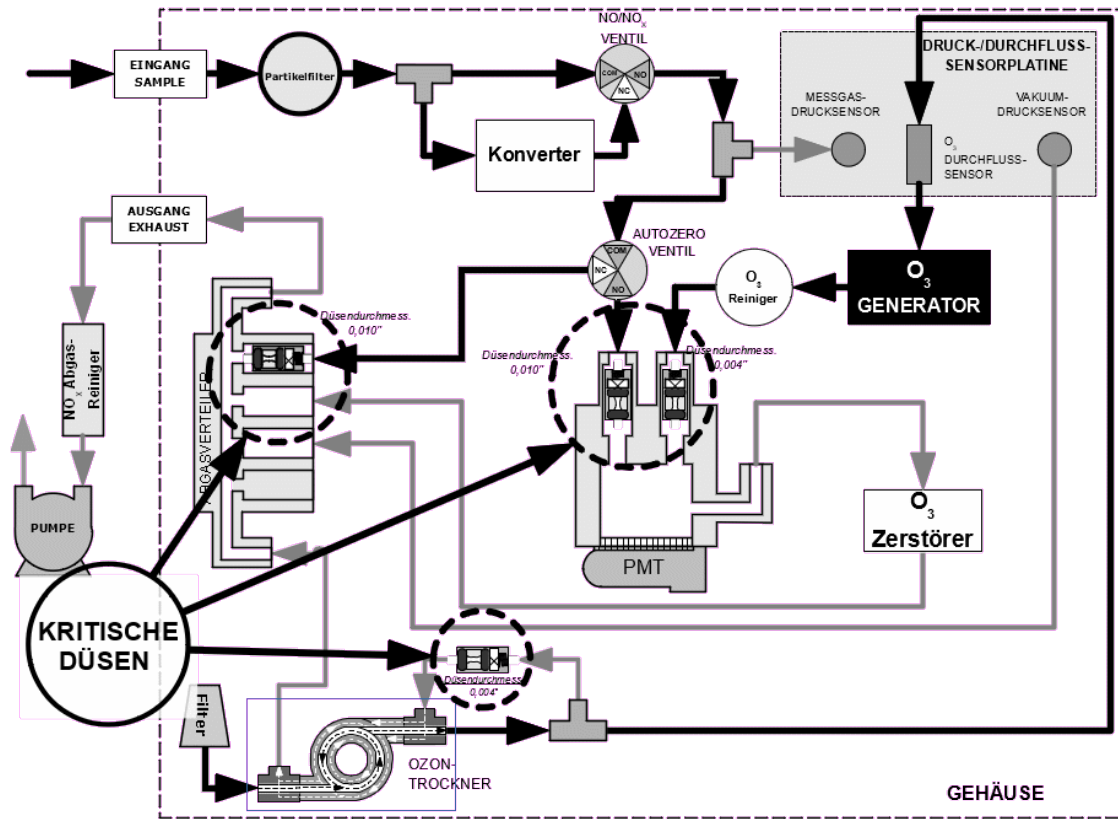 NO/NOX
VENTIL
DRUCK-/DURCHFLUSS-
SENSORPLATINE
EINGANG
SAMPLE
Partikelfilter
COM
NO
NC
MESSGAS-
DRUCKSENSOR
VAKUUM-
DRUCKSENSOR
Konverter
O3
DURCHFLUSS-
SENSOR
AUSGANG
EXHAUST
AUTOZERO
VENTIL
COM
NC
NO
O3
Reiniger
O3
GENERATOR
Düsendurchmess.
0,010"
Düsendurchmess.
0,010"
Düsendurchmess.
0,004"
NOX Abgas-
Reiniger
ABGASVERTEILER
PUMPE
O3
Zerstörer
PMT
KRITISCHE
DÜSEN
Düsendurchmess.
0,004"
Filter
OZON-
TROCKNER
GEHÄUSE